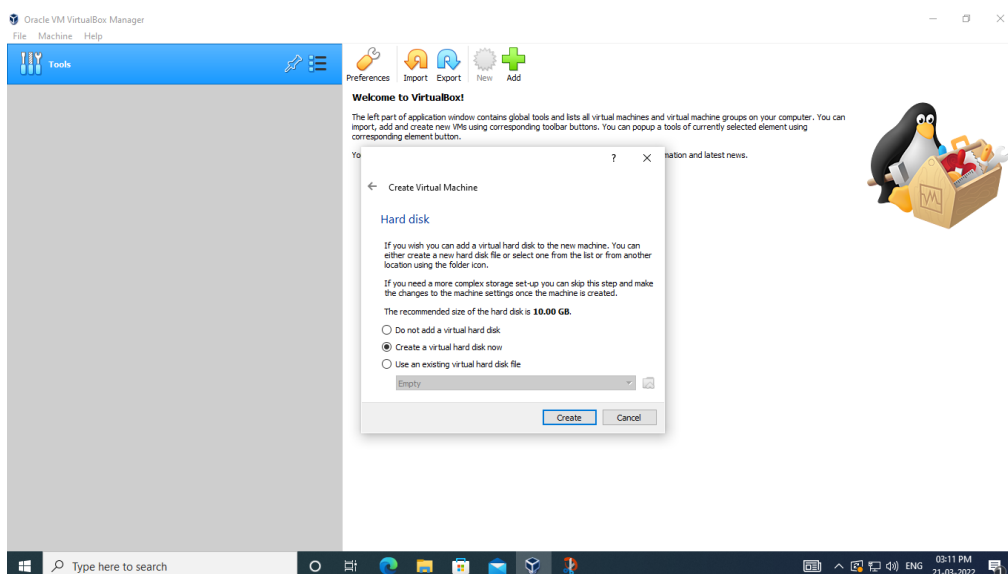 Oracle VM VirtualBox Manager
File Machine Help
Tools
Preferences Import Export New Add
Welcome to VirtualBox!
The left part of application window contains global tools and lists all virtual machines and virtual machine groups on your computer. You can
import, add and create new VMs using corresponding toolbar buttons. You can popup a tools of currently selected element using
corresponding element button.
Yo
mation and latest news.
?
Create Virtual Machine
Hard disk
If you wish you can add a virtual hard disk to the new machine. You can
either create a new hard disk file or select one from the list or from another
location using the folder icon.
If you need a more complex storage set-up you can skip this step and make
the changes to the machine settings once the machine is created.
The recommended size of the hard disk is 10.00 GB.
Do not add a virtual hard disk
Create a virtual hard disk now
Use an existing virtual hard disk file
Empty
Create Cancel
Type here to search
ENG
03:11 PM
21-03-2022